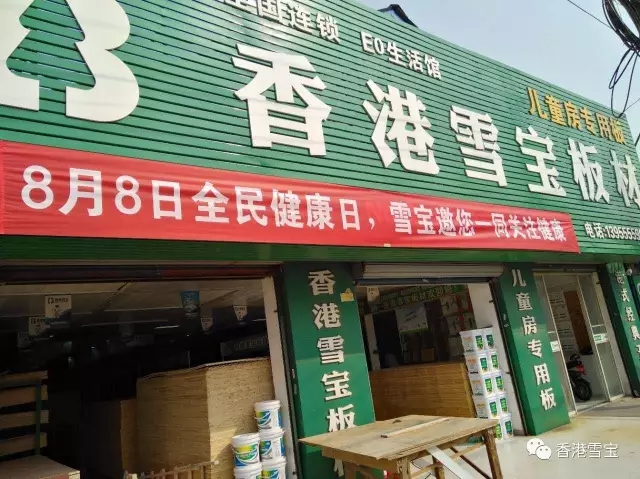 全国连锁 E0生活馆
儿童房专用板
香港雪宝板材
8月8日全民健康日，雪宝邀您一同关注健康
香港雪宝板
儿童房专用板
香港雪宝